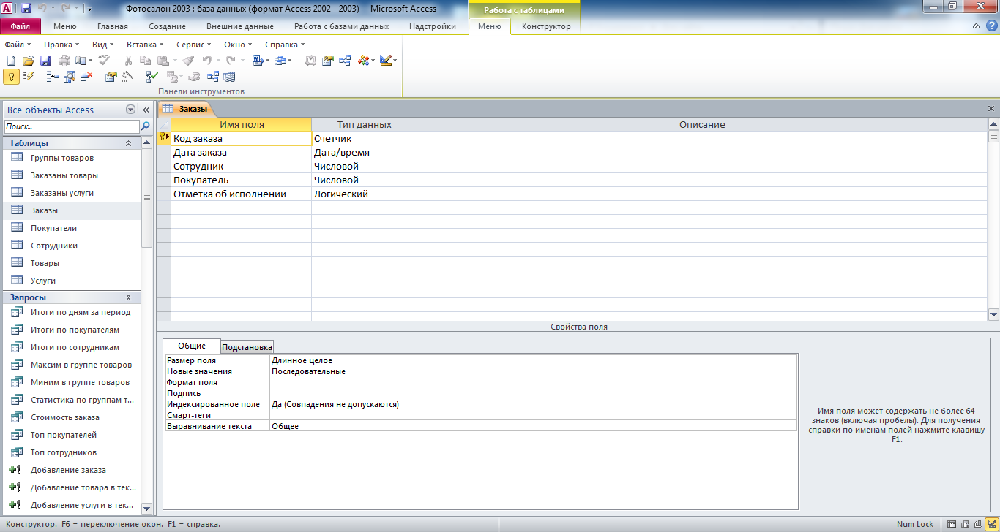 Фотосалон 2003 : база данных (формат Access 2002 - 2003) - Microsoft Access
Работа с таблицами
Файл Меню Главная Создание Внешние данные Работа с базами данных Надстройки Меню Конструктор
Файл Правка Вид Вставка Сервис Окно Справка
Панели инструментов
Все объекты Access
Поиск...
Таблицы
Группы товаров
Заказаны товары
Заказаны услуги
Заказы
Покупатели
Сотрудники
Товары
Услуги
Запросы
Итоги по дням за период
Итоги по покупателям
Итоги по сотрудникам
Максим в группе товаров
Миним в группе товаров
Статистика по группам т...
Стоимость заказа
Топ покупателей
Топ сотрудников
Добавление заказа
Добавление товара в тек...
Добавление услуги в тек...
Заказы
Имя поля Тип данных Описание
Код заказа Счетчик
Дата заказа Дата/время
Сотрудник Числовой
Покупатель Числовой
Отметка об исполнении Логический
Свойства поля
Общие Подстановка
Размер поля Длинное целое
Новые значения Последовательные
Формат поля
Подпись
Индексированное поле Да (Совпадения не допускаются)
Смарт-теги
Выравнивание текста Общее
Имя поля может содержать не более 64
знаков (включая пробелы). Для получения
справки по именам полей нажмите клавишу
F1.
Конструктор. F6 = переключение окон. F1 = справка.
Num Lock